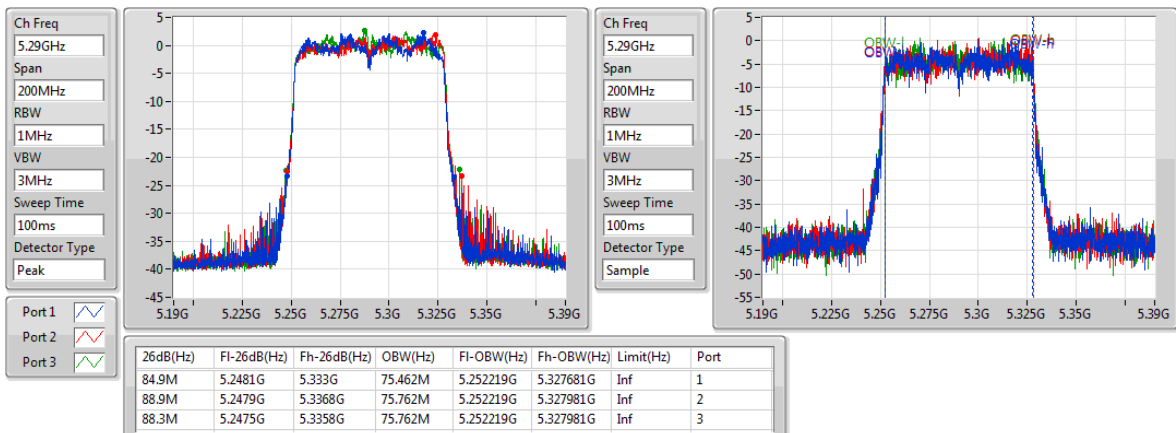 Ch Freq
5.29GHz
Span
200MHz
RBW
1MHz
VBW
3MHz
Sweep Time
100ms
Detector Type
Peak
Port 1
Port 2
Port 3
5
0
-5
-10
-15
-20
-25
-30
-35
-40
-45
5.19G 5.225G 5.25G 5.275G 5.3G 5.325G 5.35G 5.39G
Ch Freq
5.29GHz
Span
200MHz
RBW
1MHz
VBW
3MHz
Sweep Time
100ms
Detector Type
Sample
5
0
-5
-10
-15
-20
-25
-30
-35
-40
-45
-50
-55
OBW-h
5.19G 5.225G 5.25G 5.275G 5.3G 5.325G 5.35G 5.39G
26dB(Hz) Fl-26dB(Hz) Fh-26dB(Hz) OBW(Hz) Fl-OBW(Hz) Fh-OBW(Hz) Limit(Hz) Port
84.9M 5.2481G 5.333G 75.462M 5.252219G 5.327681G Inf 1
88.9M 5.2479G 5.3368G 75.762M 5.252219G 5.327981G Inf 2
88.3M 5.2475G 5.3358G 75.762M 5.252219G 5.327981G Inf 3